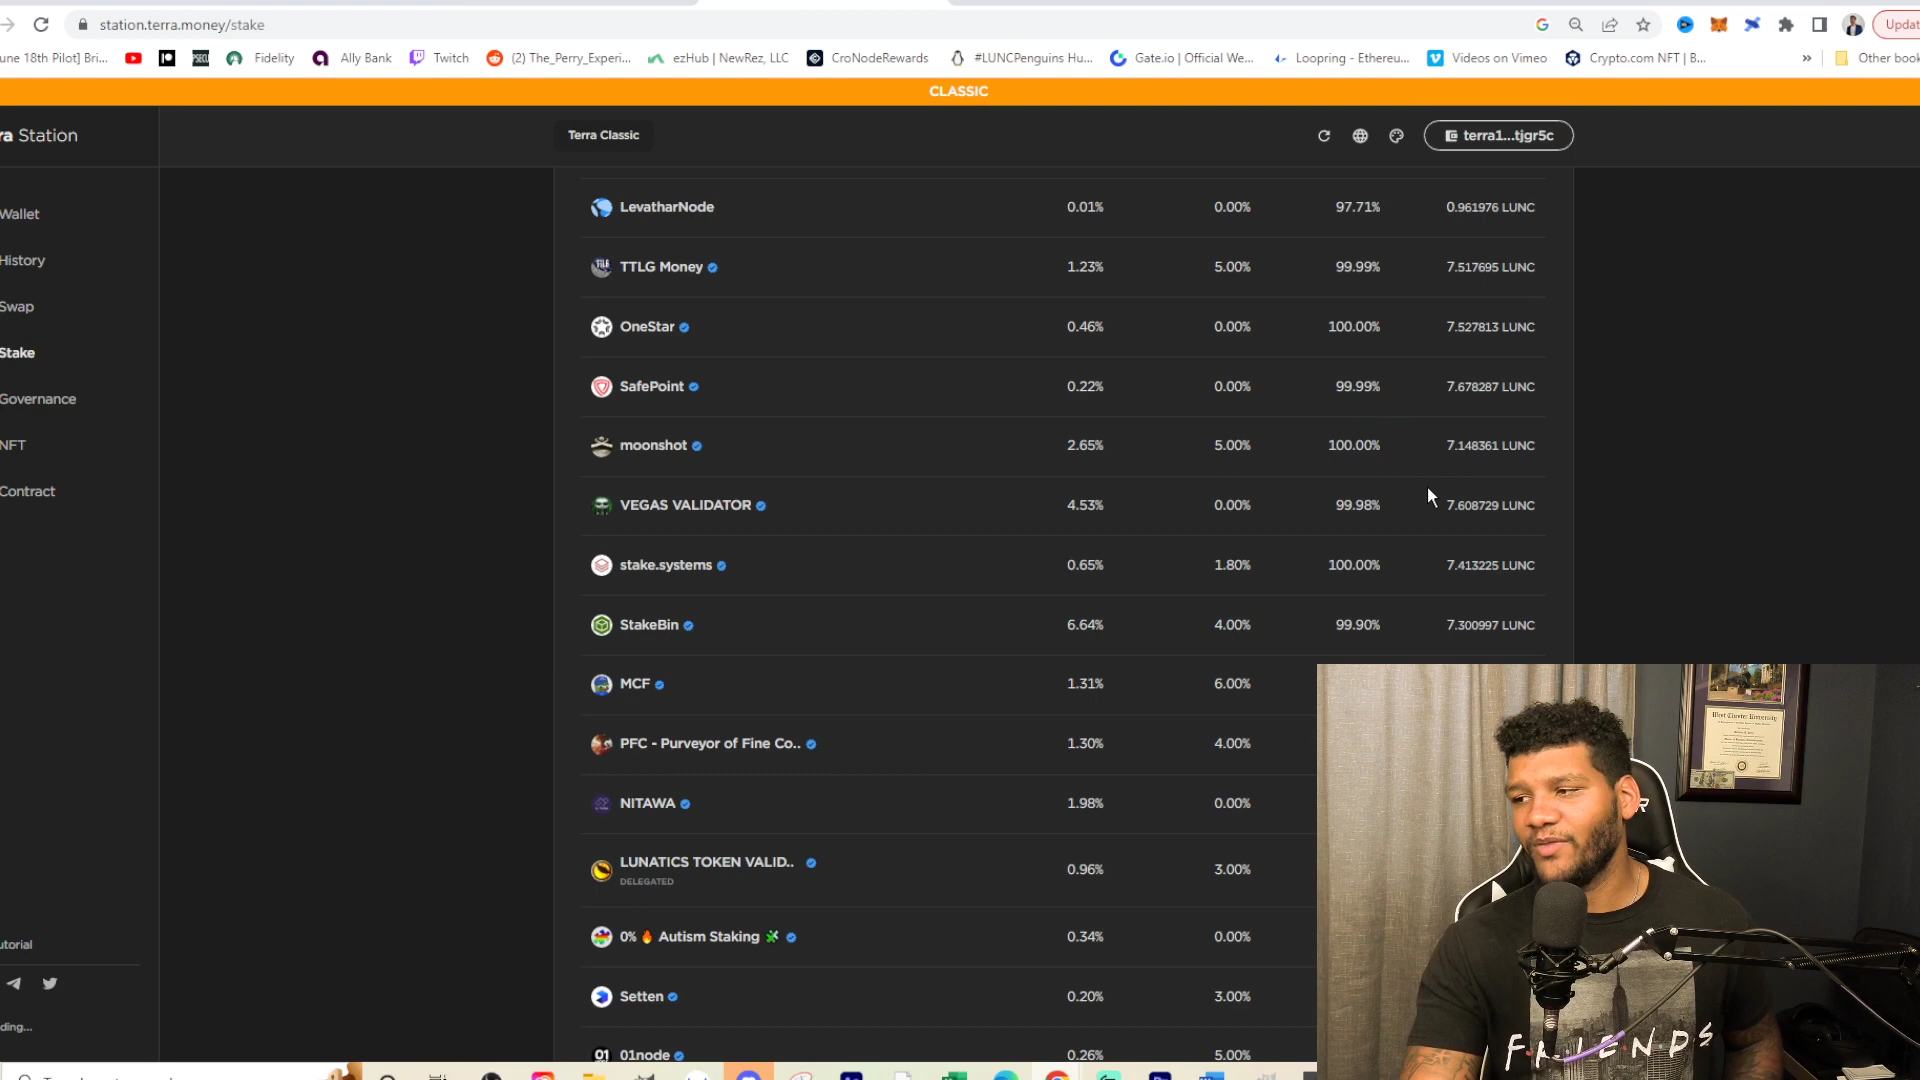 station.terra.money/stake
Updat
une 18th Pilot] Bri...
Fidelity
Ally Bank
Twitch
(2) The_Perry_Experi...
ezHub | NewRez, LLC
CroNodeRewards
#LUNCPenguins Hu...
Gate.io | Official We...
Loopring - Ethereu...
Videos on Vimeo
Crypto.com NFT | B...
»
Other book
CLASSIC
ra Station
Terra Classic
terra1...tjgr5c
Wallet
History
Swap
Stake
Governance
NFT
Contract
utorial
ding...
LevatharNode 0.01% 0.00% 97.71% 0.961976 LUNC
TTLG Money 1.23% 5.00% 99.99% 7.517695 LUNC
OneStar 0.46% 0.00% 100.00% 7.527813 LUNC
SafePoint 0.22% 0.00% 99.99% 7.678287 LUNC
moonshot 2.65% 5.00% 100.00% 7.148361 LUNC
VEGAS VALIDATOR 4.53% 0.00% 99.98% 7.608729 LUNC
stake.systems 0.65% 1.80% 100.00% 7.413225 LUNC
StakeBin 6.64% 4.00% 99.90% 7.300997 LUNC
MCF 1.31% 6.00%
PFC - Purveyor of Fine Co.. 1.30% 4.00%
NITAWA 1.98% 0.00%
LUNATICS TOKEN VALID.. 0.96% 3.00%
DELEGATED
0% 🔥 Autism Staking 0.34% 0.00%
Setten 0.20% 3.00%
01 01node 0.26% 5.00%
West Chester University
F.R.I.E.N.D.S